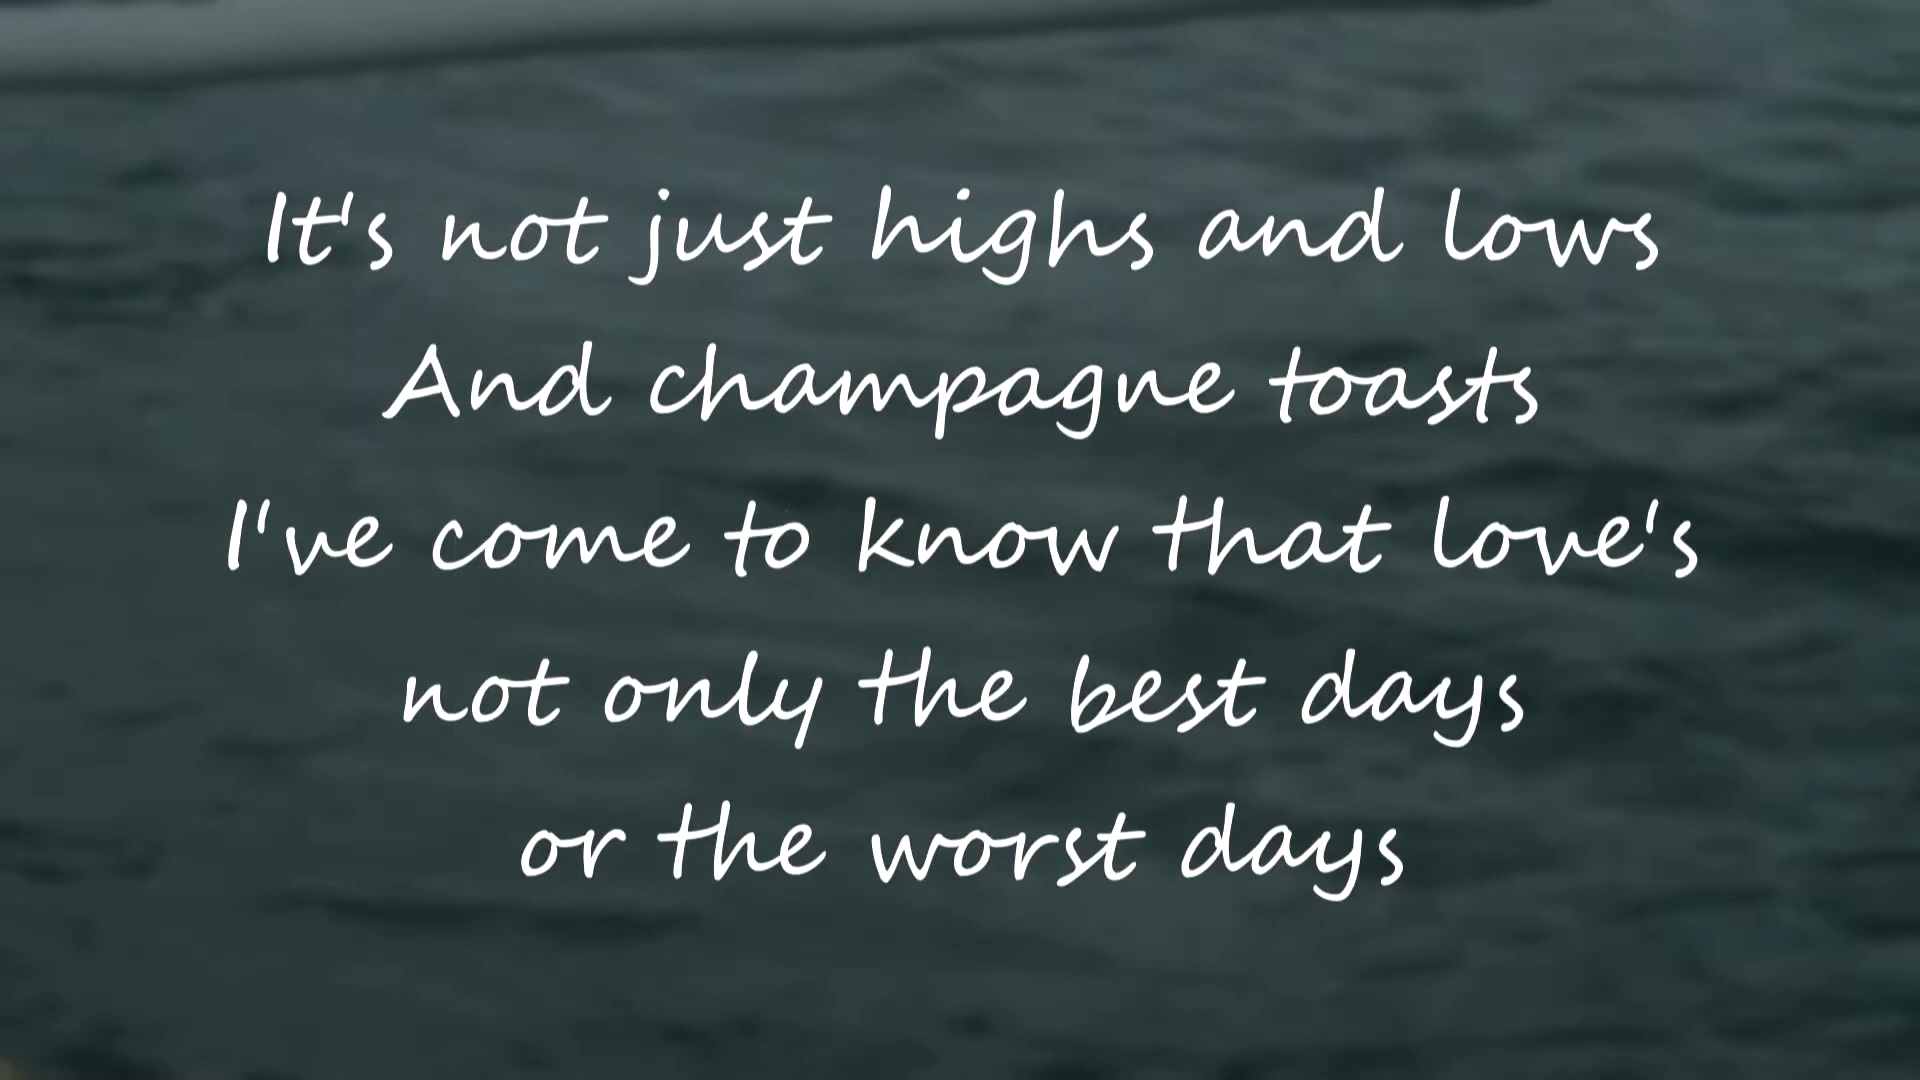 It's not just highs and lows
And champagne toasts
I've come to know that love's
not only the best days
or the worst days